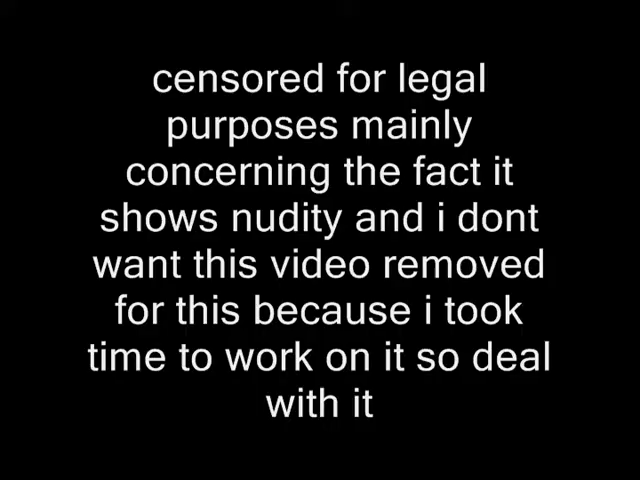 censored for legal
purposes mainly
concerning the fact it
shows nudity and i dont
want this video removed
for this because i took
time to work on it so deal
with it